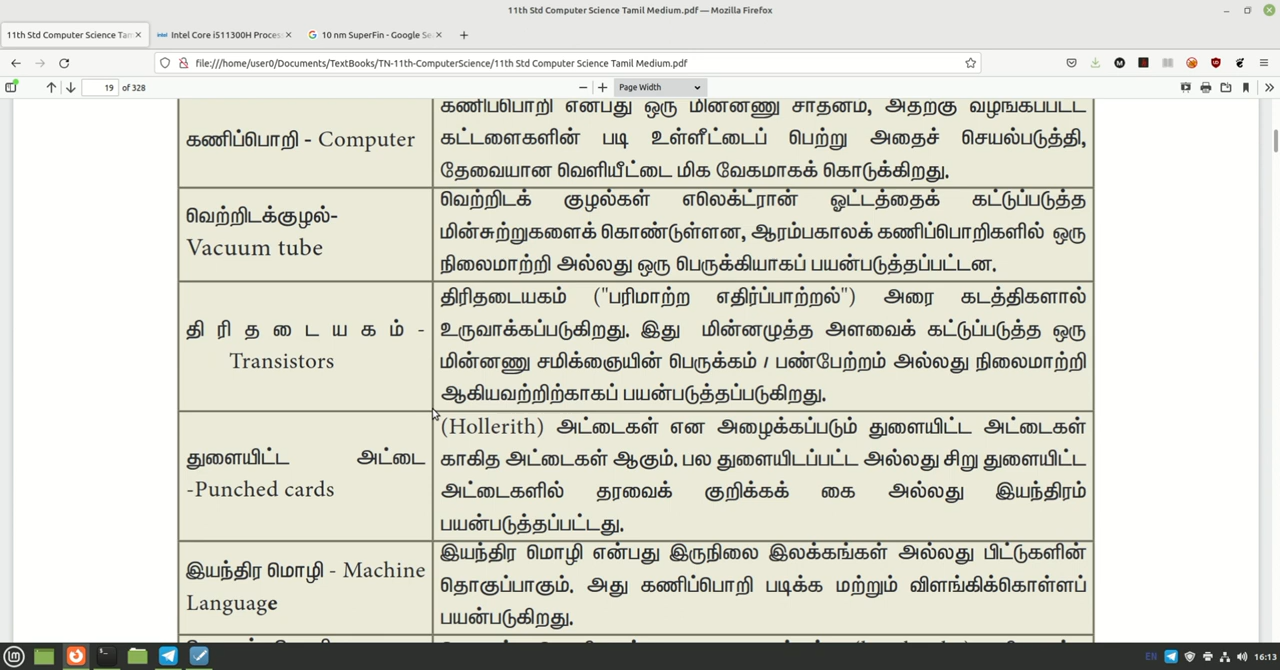 11th Std Computer Science Tamil Medium.pdf — Mozilla Firefox
11th Std Computer Science Tam
Intel Core i511300H Process
10 nm SuperFin - Google Se
file:///home/user0/Documents/TextBooks/TN-11th-ComputerScience/11th Std Computer Science Tamil Medium.pdf
19 of 328
Page Width
கணிப்பொறி - Computer
கணிப்பொறி என்பது ஒரு மின்னணு சாதனம், அதற்கு வழங்கப்பட்ட
கட்டளைகளின் படி உள்ளீட்டைப் பெற்று அதைச் செயல்படுத்தி,
தேவையான வெளியீட்டை மிக வேகமாகக் கொடுக்கிறது.
வெற்றிடக்குழல்-
Vacuum tube
வெற்றிடக் குழல்கள் எலெக்ட்ரான் ஓட்டத்தைக் கட்டுப்படுத்த
மின்சுற்றுகளைக் கொண்டுள்ளன, ஆரம்பகாலக் கணிப்பொறிகளில் ஒரு
நிலைமாற்றி அல்லது ஒரு பெருக்கியாகப் பயன்படுத்தப்பட்டன.
திரிதடையகம் -
Transistors
திரிதடையகம் ("பரிமாற்ற எதிர்ப்பாற்றல்") அரை கடத்திகளால்
உருவாக்கப்படுகிறது. இது மின்னழுத்த அளவைக் கட்டுப்படுத்த ஒரு
மின்னணு சமிக்ஞையின் பெருக்கம் / பண்பேற்றம் அல்லது நிலைமாற்றி
ஆகியவற்றிற்காகப் பயன்படுத்தப்படுகிறது.
துளையிட்ட அட்டை
-Punched cards
(Hollerith) அட்டைகள் என அழைக்கப்படும் துளையிட்ட அட்டைகள்
காகித அட்டைகள் ஆகும். பல துளையிடப்பட்ட அல்லது சிறு துளையிட்ட
அட்டைகளில் தரவைக் குறிக்கக் கை அல்லது இயந்திரம்
பயன்படுத்தப்பட்டது.
இயந்திர மொழி - Machine
Language
இயந்திர மொழி என்பது இருநிலை இலக்கங்கள் அல்லது பிட்டுகளின்
தொகுப்பாகும். அது கணிப்பொறி படிக்க மற்றும் விளங்கிக்கொள்ளப்
பயன்படுகிறது.
EN 16:13